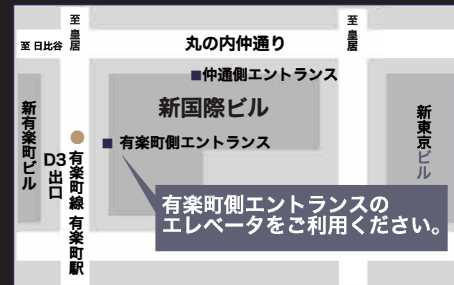 至 皇居
至 皇居
至 日比谷
丸の内仲通り
■仲通側エントランス
新国際ビル
■ 有楽町側エントランス
新有楽町ビル
D3出口
有楽町線 有楽町駅
新東京ビル
有楽町側エントランスの
エレベータをご利用ください。